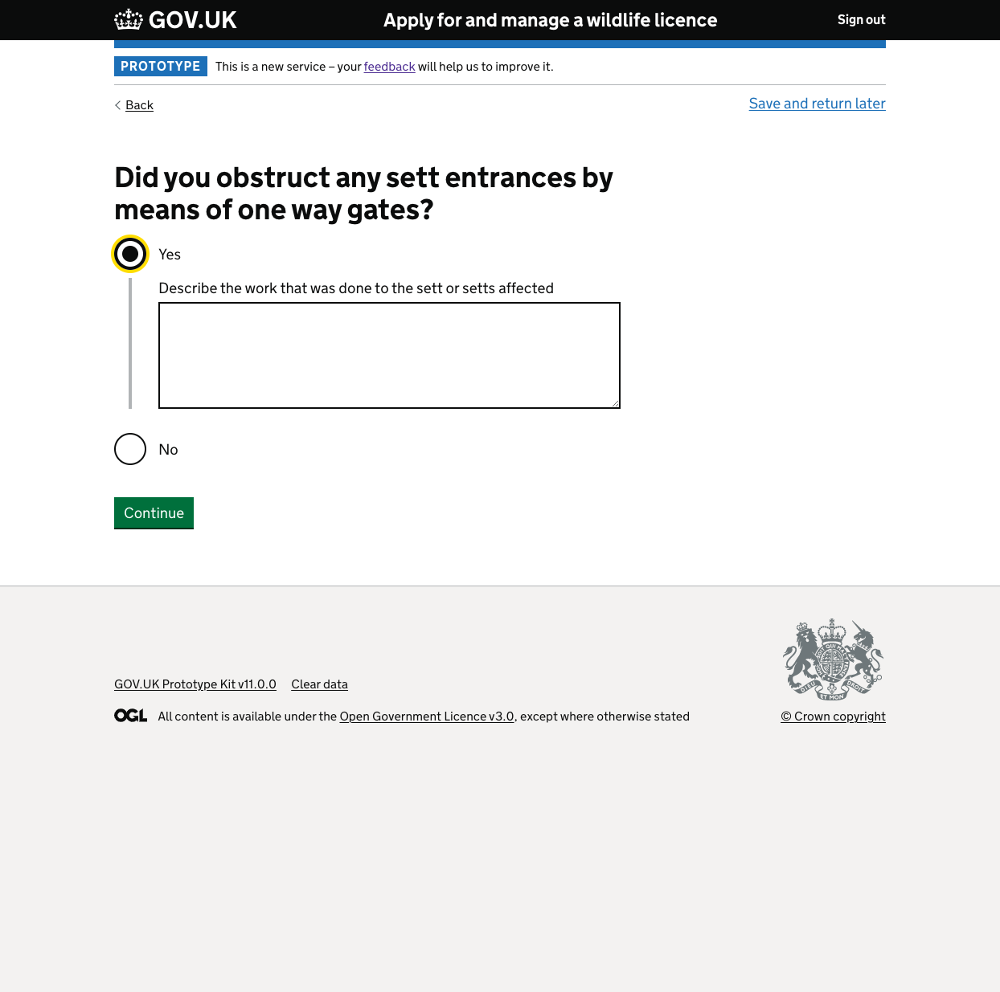 GOV.UK Apply for and manage a wildlife licence Sign out
PROTOTYPE This is a new service – your feedback will help us to improve it.
Back Save and return later
Did you obstruct any sett entrances by
means of one way gates?
Yes
Describe the work that was done to the sett or setts affected
No
Continue
GOV.UK Prototype Kit v11.0.0 Clear data
OGL All content is available under the Open Government Licence v3.0, except where otherwise stated © Crown copyright